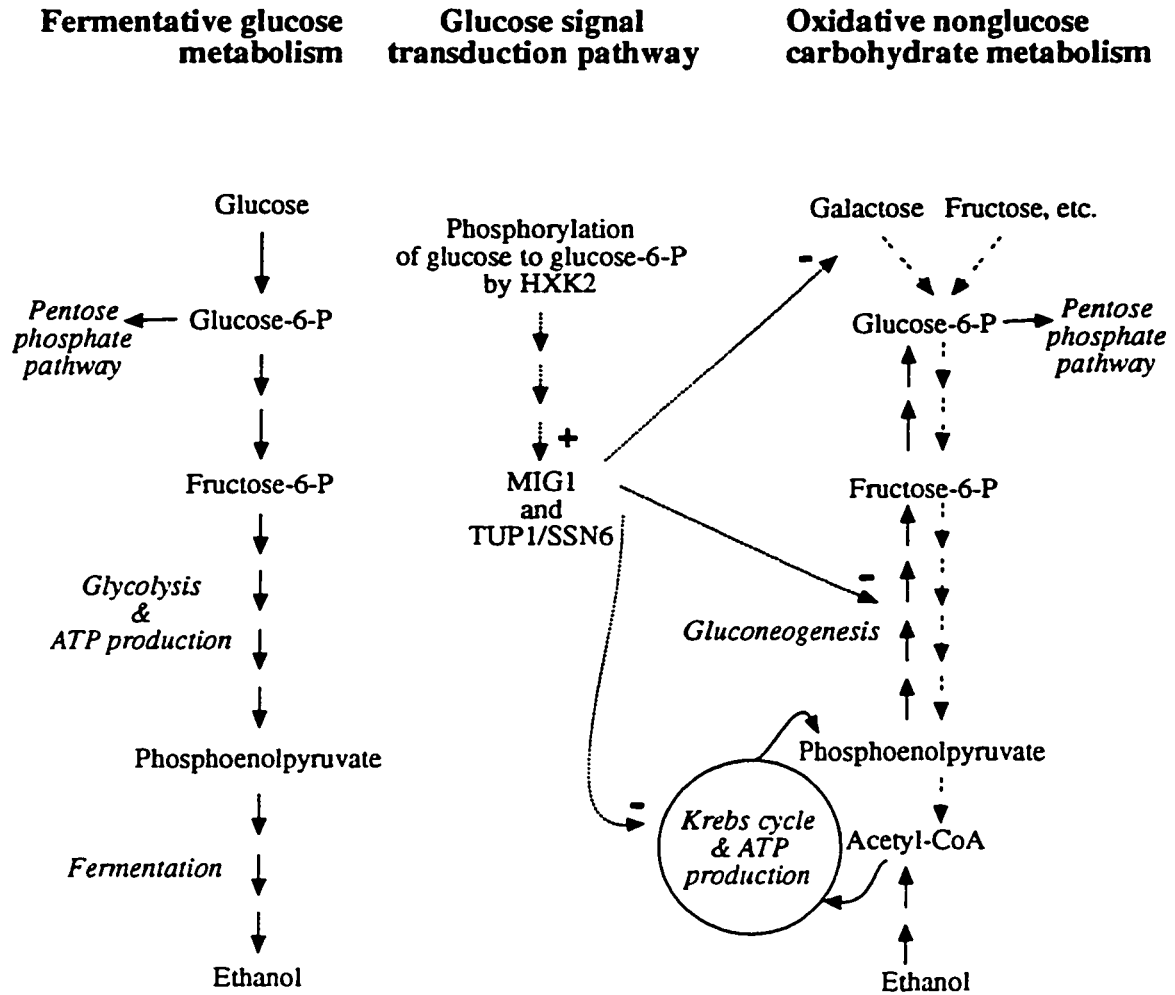 Fermentative glucose
metabolism
Glucose signal
transduction pathway
Oxidative nonglucose
carbohydrate metabolism
Glucose
Pentose
phosphate
pathway
Glucose-6-P
Fructose-6-P
Glycolysis
&
ATP production
Phosphoenolpyruvate
Fermentation
Ethanol
Phosphorylation
of glucose to glucose-6-P
by HXK2
+
MIG1
and
TUP1/SSN6
-
-
-
Galactose Fructose, etc.
Glucose-6-P
Pentose
phosphate
pathway
Fructose-6-P
Gluconeogenesis
Phosphoenolpyruvate
Krebs cycle
& ATP
production
Acetyl-CoA
Ethanol